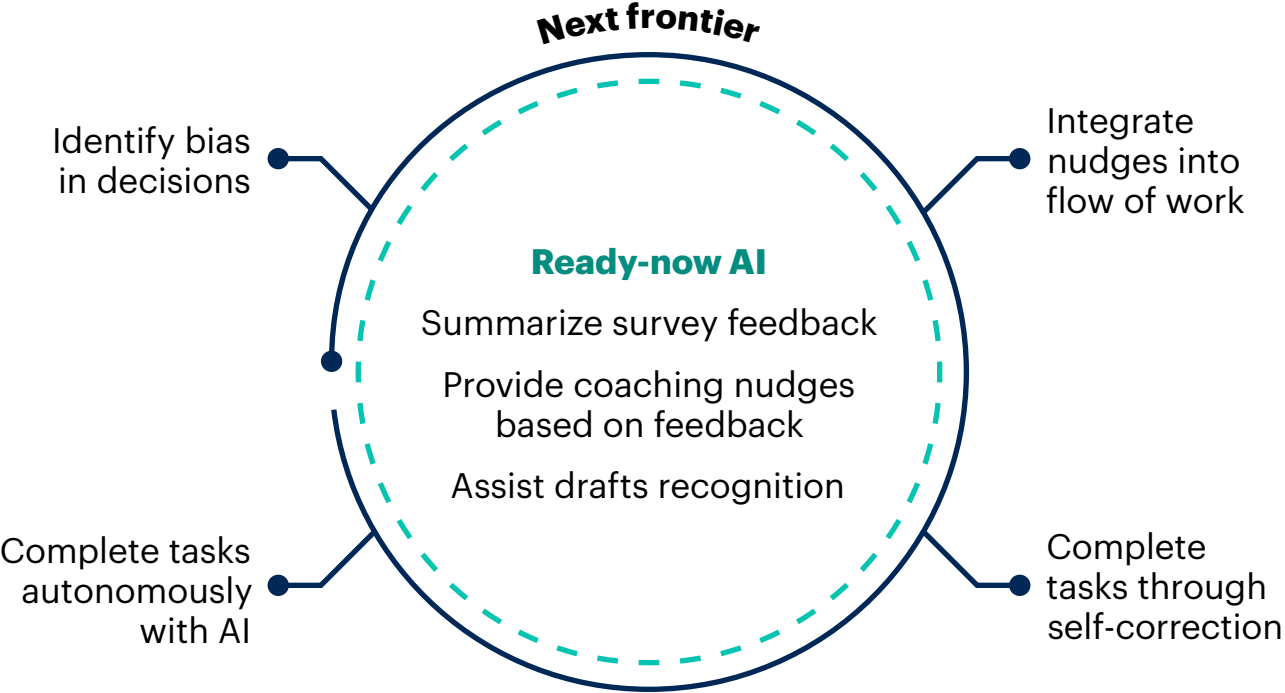 Next frontier
Identify bias
in decisions
Integrate
nudges into
flow of work
Ready-now AI
Summarize survey feedback
Provide coaching nudges
based on feedback
Assist drafts recognition
Complete tasks
autonomously
with AI
Complete
tasks through
self-correction